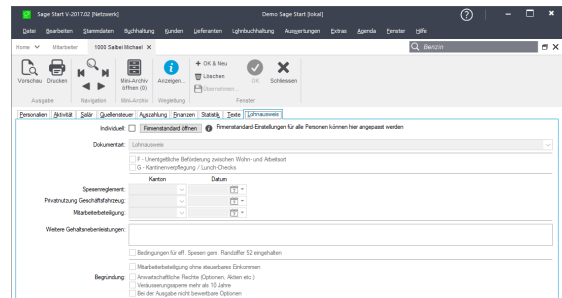 Sage Start V-2017.02 [Netzwerk]
Demo Sage Start [lokal]
Datei Bearbeiten Stammdaten Buchhaltung Kunden Lieferanten Lohnbuchhaltung Auswertungen Extras Agenda Fenster Hilfe
Home Mitarbeiter 1000 Salbei Michael Benzin
Vorschau Drucken
Mini-Archiv öffnen (0)
Anzeigen...
+ OK & Neu
Löschen
Übernehmen...
OK
Schliessen
Ausgabe Navigation Mini-Archiv Wegleitung Fenster
Personalien Aktivität Salär Quellensteuer Auszahlung Finanzen Statistik Texte Lohnausweis
Individuell: Firmenstandard öffnen Firmenstandard-Einstellungen für alle Personen können hier angepasst werden
Dokumentart: Lohnausweis
F - Unentgeltliche Beförderung zwischen Wohn- und Arbeitsort
G - Kantinenverpflegung / Lunch-Checks
Kanton Datum
Spesenreglement:
Privatnutzung Geschäftsfahrzeug:
Mitarbeiterbeteiligung:
Weitere Gehaltsnebenleistungen:
Bedingungen für eff. Spesen gem. Randziffer 52 eingehalten
Mitarbeiterbeteiligung ohne steuerbares Einkommen
Begründung: Anwartschaftliche Rechte (Optionen, Aktien etc.)
Veräusserungssperre mehr als 10 Jahre
Bei der Ausgabe nicht bewertbare Optionen